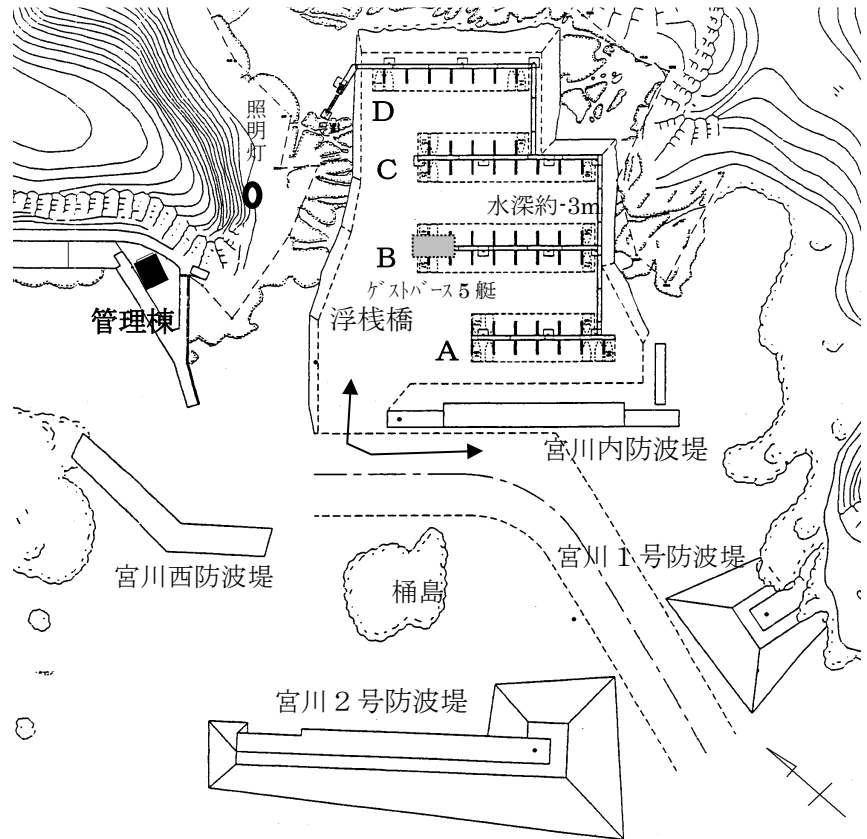 照明灯
D
C
水深約-3m
B
ゲストバース5艇
管理棟
浮桟橋
A
宮川内防波堤
宮川1号防波堤
宮川西防波堤
桶島
宮川2号防波堤